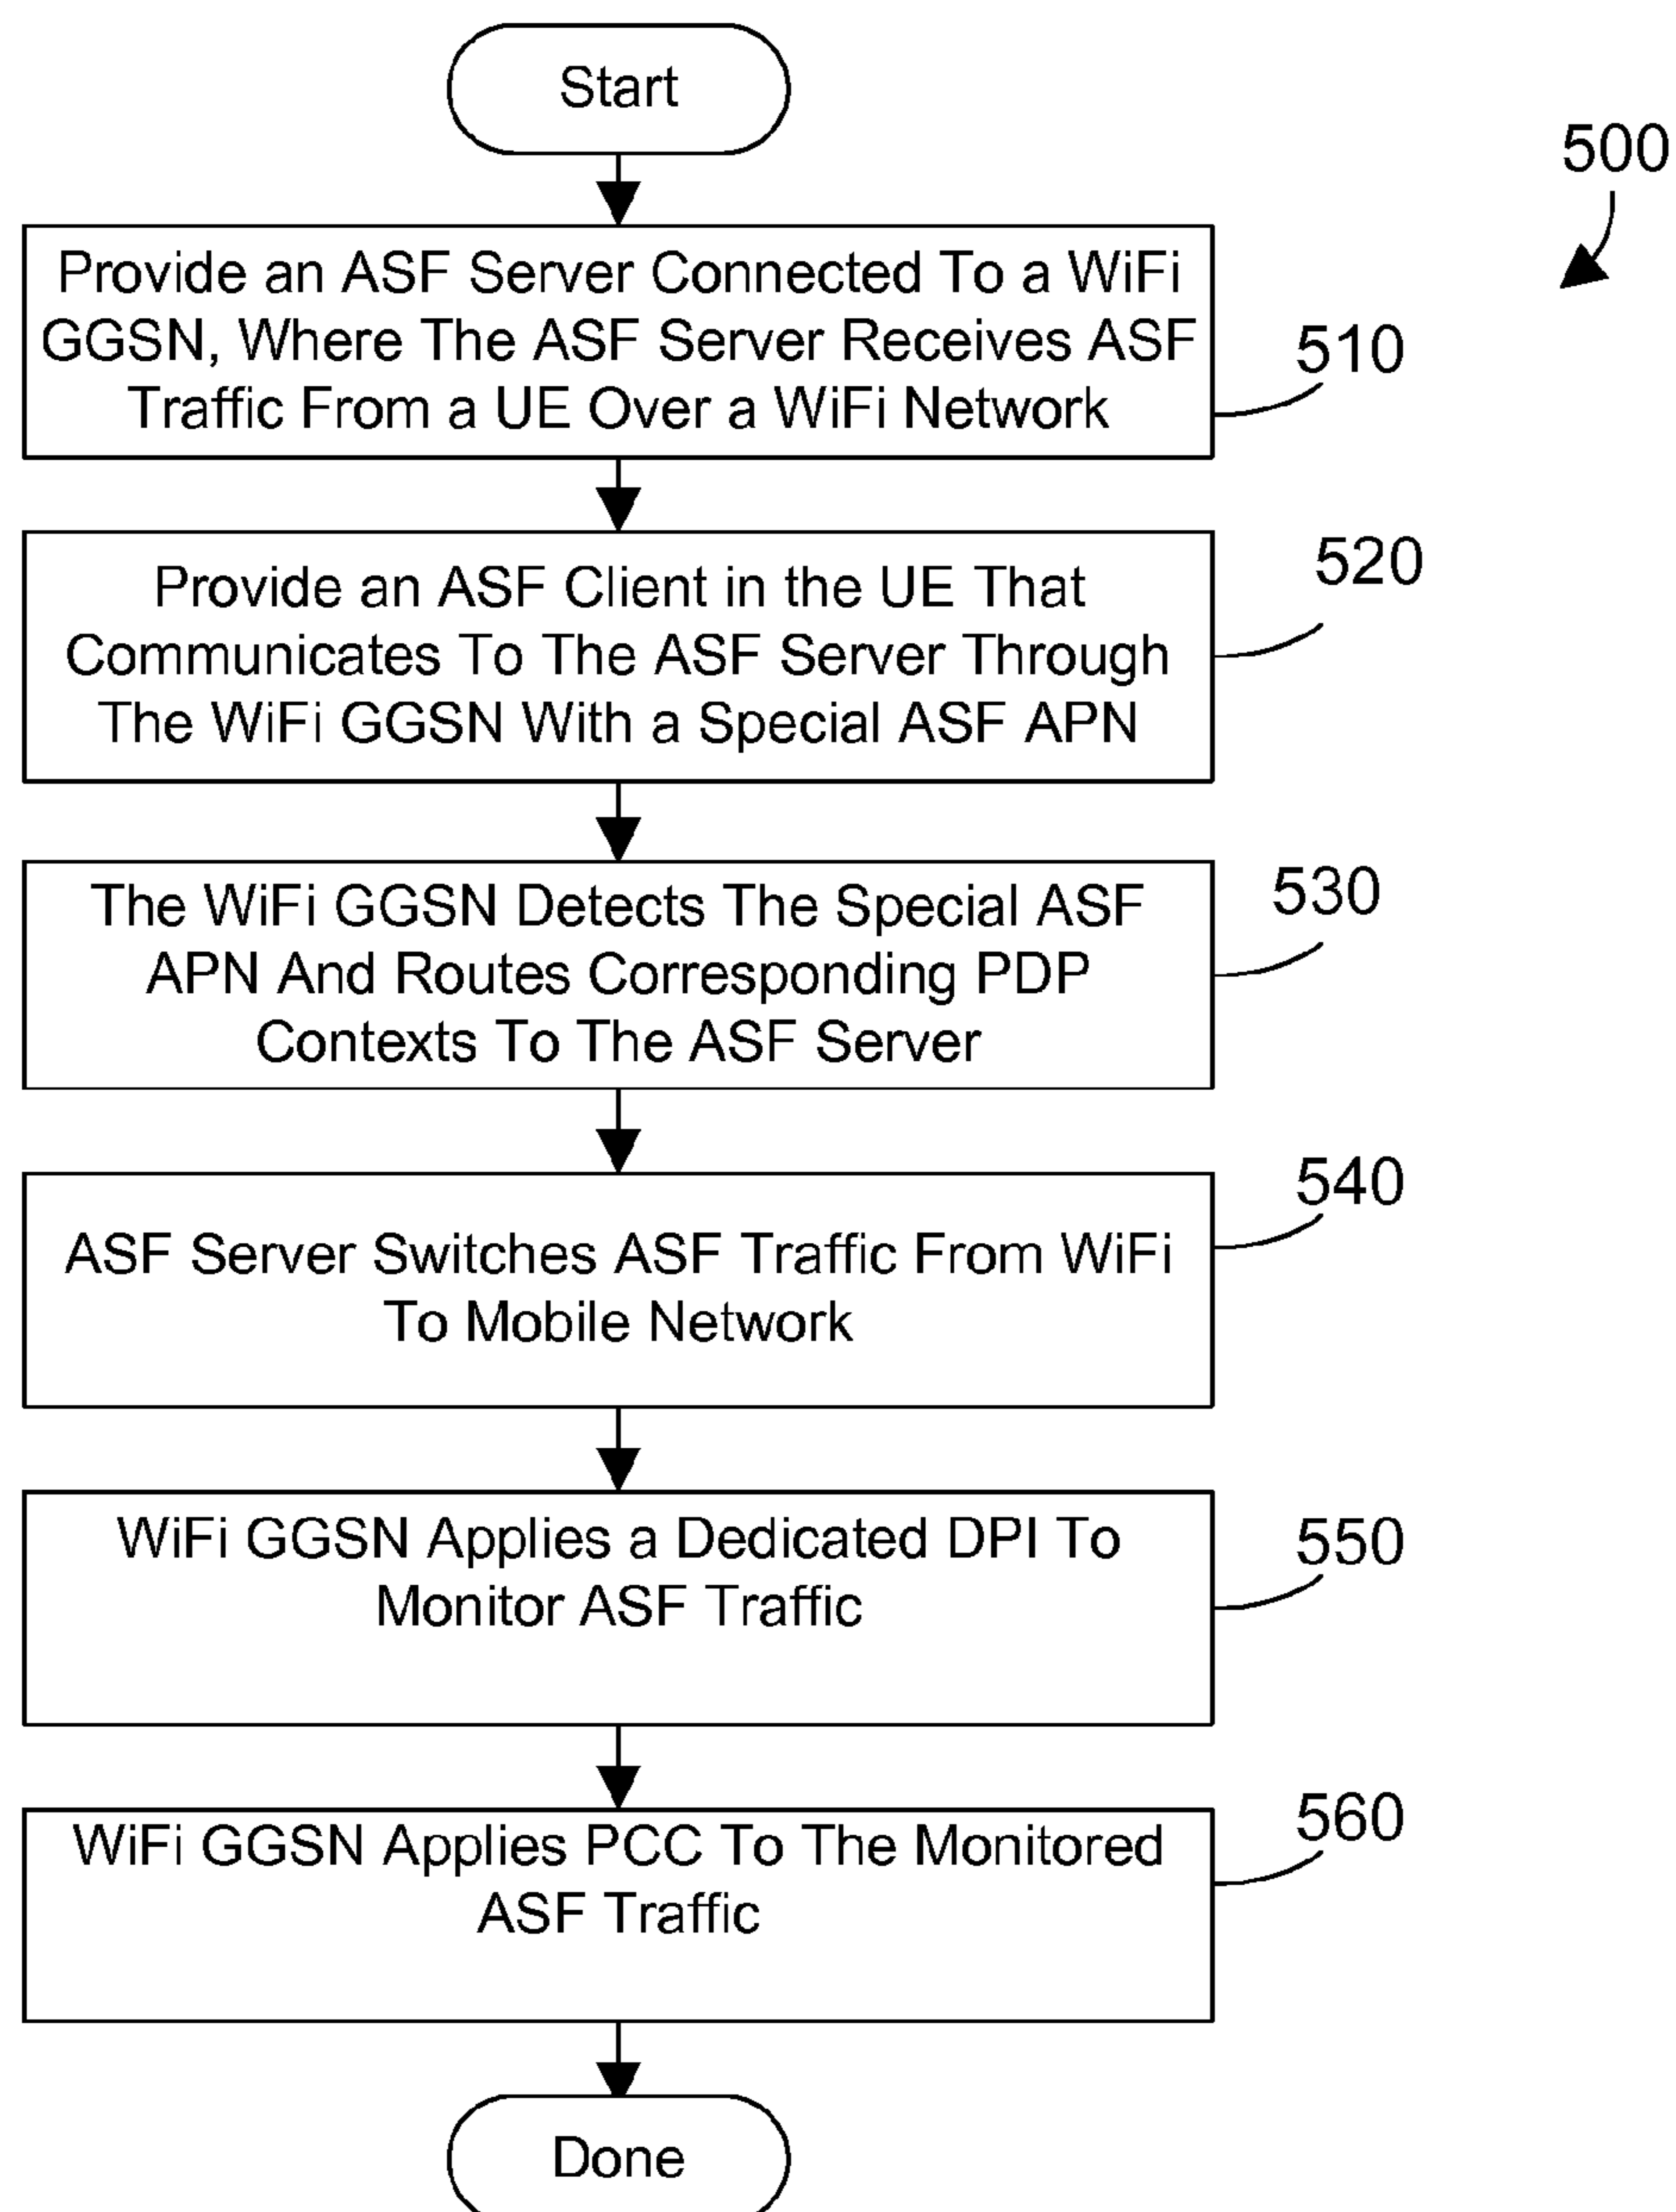 Start
500
Provide an ASF Server Connected To a WiFi
GGSN, Where The ASF Server Receives ASF
Traffic From a UE Over a WiFi Network
510
Provide an ASF Client in the UE That
Communicates To The ASF Server Through
The WiFi GGSN With a Special ASF APN
520
The WiFi GGSN Detects The Special ASF
APN And Routes Corresponding PDP
Contexts To The ASF Server
530
ASF Server Switches ASF Traffic From WiFi
To Mobile Network
540
WiFi GGSN Applies a Dedicated DPI To
Monitor ASF Traffic
550
WiFi GGSN Applies PCC To The Monitored
ASF Traffic
560
Done